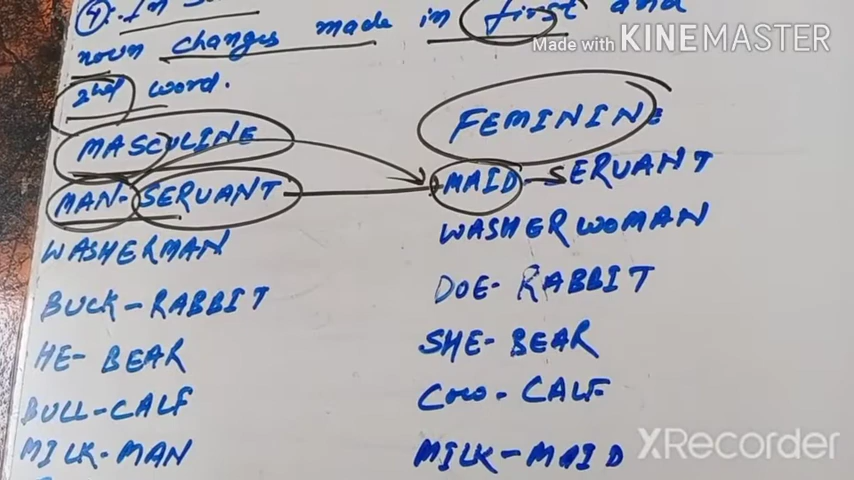 (4). In
noun changes made in first and
Made with KINEMASTER
2nd word.
MASCULINE FEMININE
MAN- SERVANT MAID-SERVANT
WASHERMAN WASHERWOMAN
BUCK-RABBIT DOE-RABBIT
HE-BEAR SHE-BEAR
BULL-CALF COW-CALF
MILK-MAN MILK-MAID
XRecorder